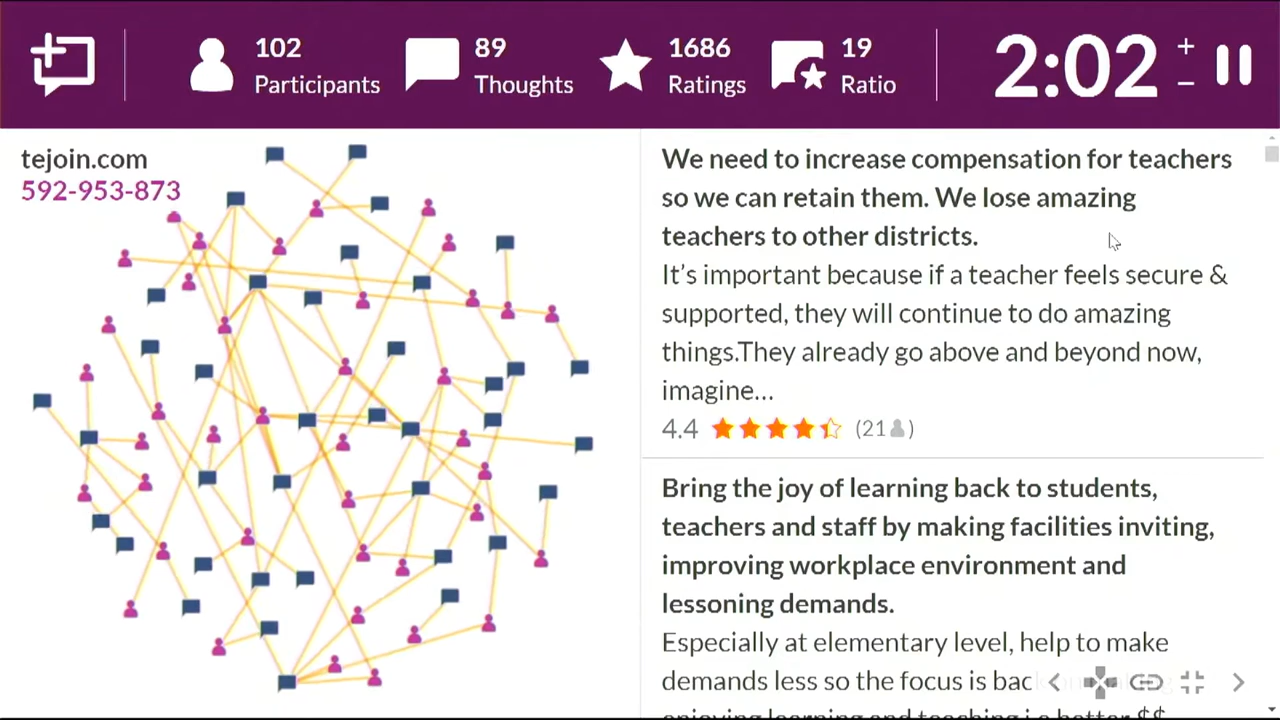 102
Participants
89
Thoughts
1686
Ratings
19
Ratio
2:02
tejoin.com
592-953-873
We need to increase compensation for teachers
so we can retain them. We lose amazing
teachers to other districts.
It's important because if a teacher feels secure &
supported, they will continue to do amazing
things.They already go above and beyond now,
imagine...
4.4
(21)
Bring the joy of learning back to students,
teachers and staff by making facilities inviting,
improving workplace environment and
lessoning demands.
Especially at elementary level, help to make
demands less so the focus is bac
enjoying learning and teaching i.e better $$